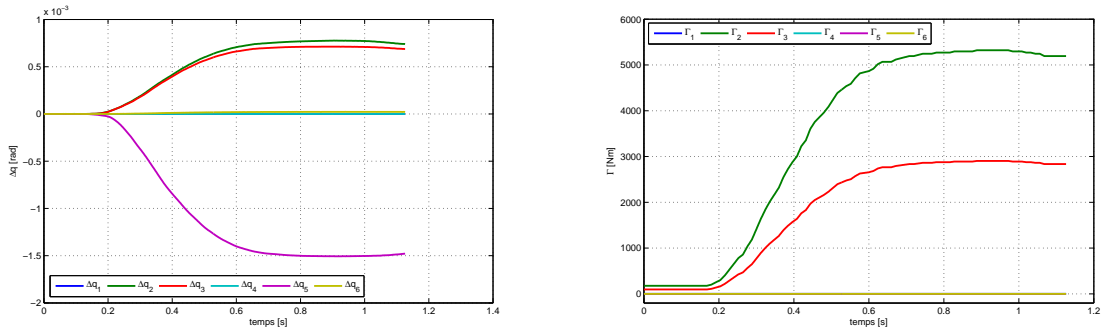 x 10⁻³
1
0.5
0
−0.5
−1
−1.5
−2
Δq [rad]
Δq₁ Δq₂ Δq₃ Δq₄ Δq₅ Δq₆
0 0.2 0.4 0.6 0.8 1 1.2 1.4
temps [s]
6000
5000
4000
3000
2000
1000
0
Γ [Nm]
Γ₁ Γ₂ Γ₃ Γ₄ Γ₅ Γ₆
0 0.2 0.4 0.6 0.8 1 1.2
temps [s]